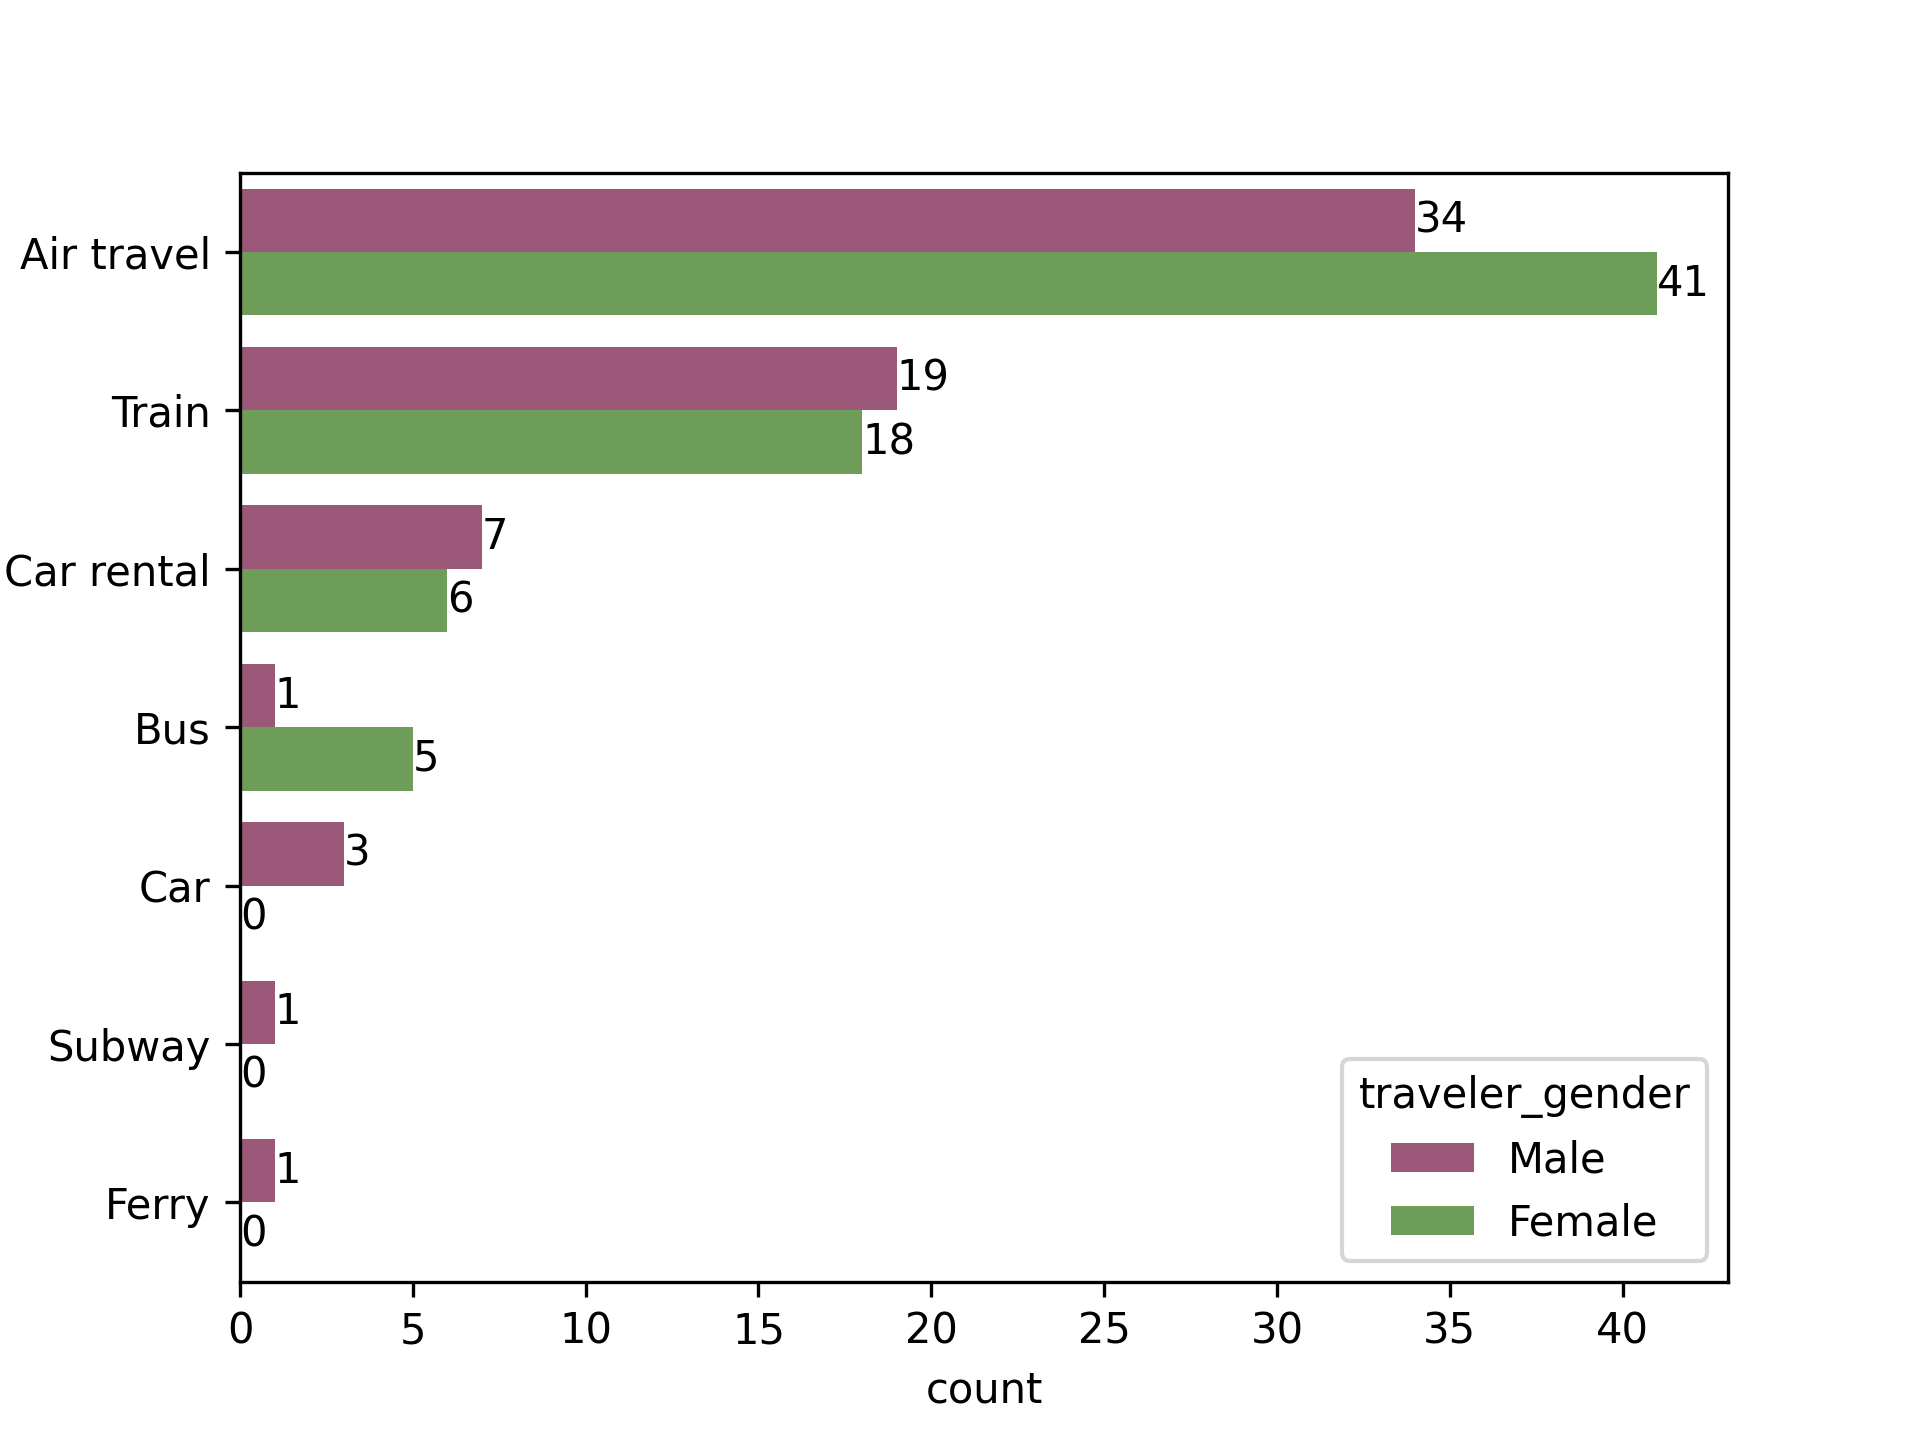 34
Air travel
41
19
Train
18
7
Car rental
6
1
Bus
5
3
Car
0
1
Subway
0
1
Ferry
0
traveler_gender
Male
Female
0 5 10 15 20 25 30 35 40
count